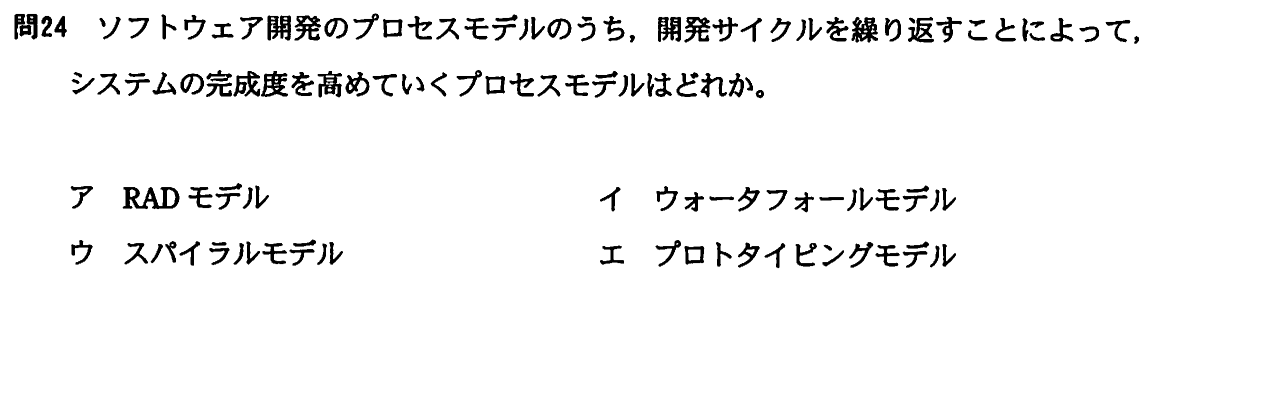 問24　ソフトウェア開発のプロセスモデルのうち，開発サイクルを繰り返すことによって，
システムの完成度を高めていくプロセスモデルはどれか。
ア　RADモデル　　イ　ウォータフォールモデル
ウ　スパイラルモデル　　エ　プロトタイピングモデル